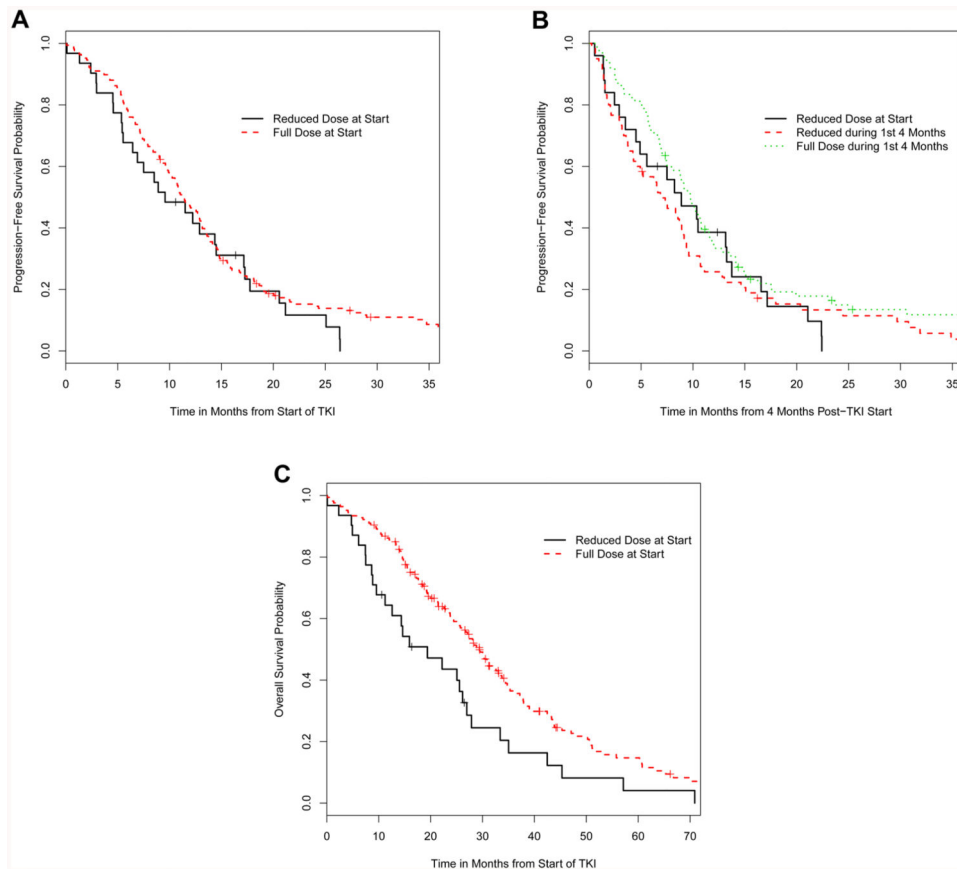 A
Progression-Free Survival Probability
1.0
0.8
0.6
0.4
0.2
0.0
Reduced Dose at Start
Full Dose at Start
0 5 10 15 20 25 30 35
Time in Months from Start of TKI
B
Progression-Free Survival Probability
1.0
0.8
0.6
0.4
0.2
0.0
Reduced Dose at Start
Reduced during 1st 4 Months
Full Dose during 1st 4 Months
0 5 10 15 20 25 30 35
Time in Months from 4 Months Post-TKI Start
C
Overall Survival Probability
1.0
0.8
0.6
0.4
0.2
0.0
Reduced Dose at Start
Full Dose at Start
0 10 20 30 40 50 60 70
Time in Months from Start of TKI